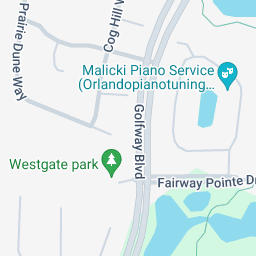 Prairie Dune Way
Cog Hill
Malicki Piano Service
(Orlandopianotuning...
Golfway Blvd
Westgate park
Fairway Pointe